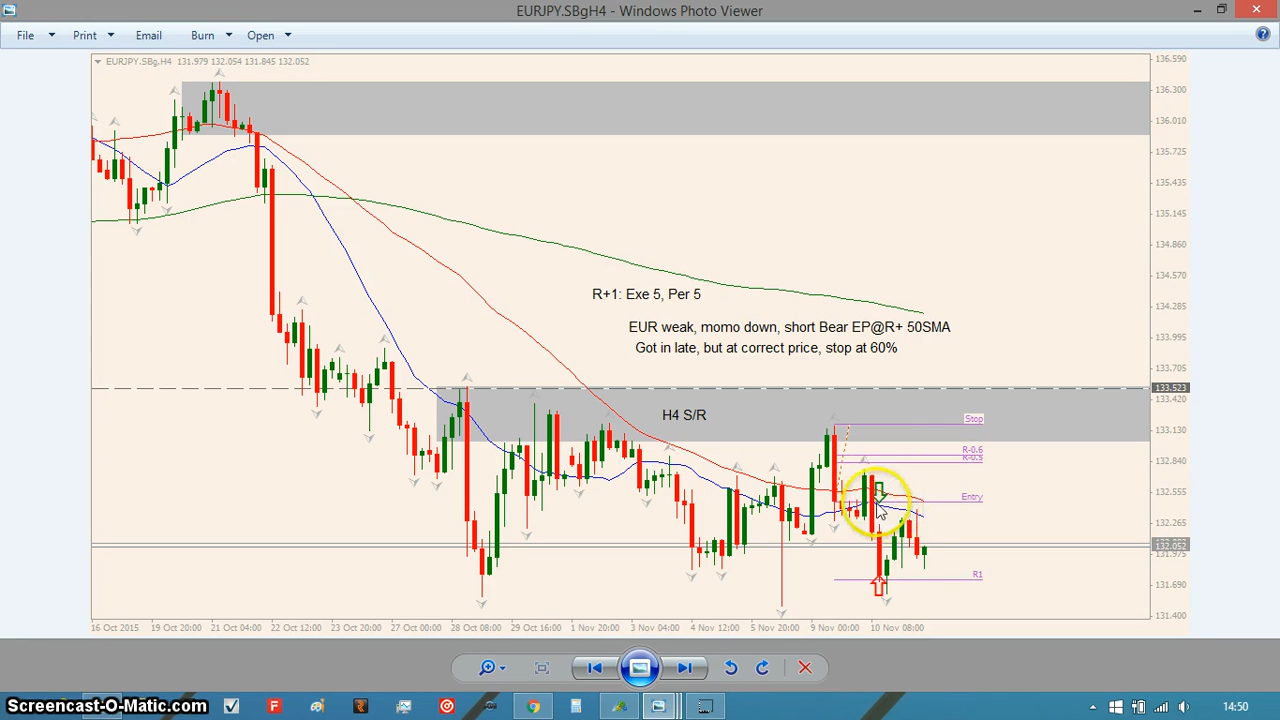 EURJPY.SBgH4 - Windows Photo Viewer
File Print Email Burn Open
EURJPY.SBg,H4 131.979 132.054 131.845 132.052
136.590
136.300
136.010
135.725
135.435
135.145
134.860
134.570
R+1: Exe 5, Per 5
134.285
EUR weak, momo down, short Bear EP@R+ 50SMA
Got in late, but at correct price, stop at 60%
133.995
133.705
133.523
133.420
H4 S/R
Stop
133.130
R-0.6
R-0.5
132.840
132.555
Entry
132.265
132.052
131.975
R1
131.690
131.400
16 Oct 2015 19 Oct 20:00 21 Oct 04:00 22 Oct 12:00 23 Oct 20:00 27 Oct 00:00 28 Oct 08:00 29 Oct 16:00 1 Nov 20:00 3 Nov 04:00 4 Nov 12:00 5 Nov 20:00 9 Nov 00:00 10 Nov 08:00
Screencast-O-Matic.com
14:50